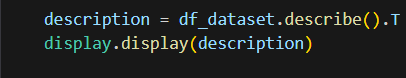 description = df_dataset.describe().T
display.display(description)